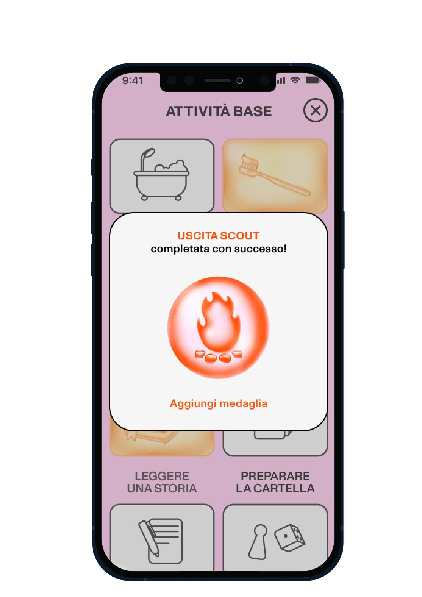 9:41
ATTIVITÀ BASE
USCITA SCOUT
completata con successo!
Aggiungi medaglia
LEGGERE
UNA STORIA
PREPARARE
LA CARTELLA